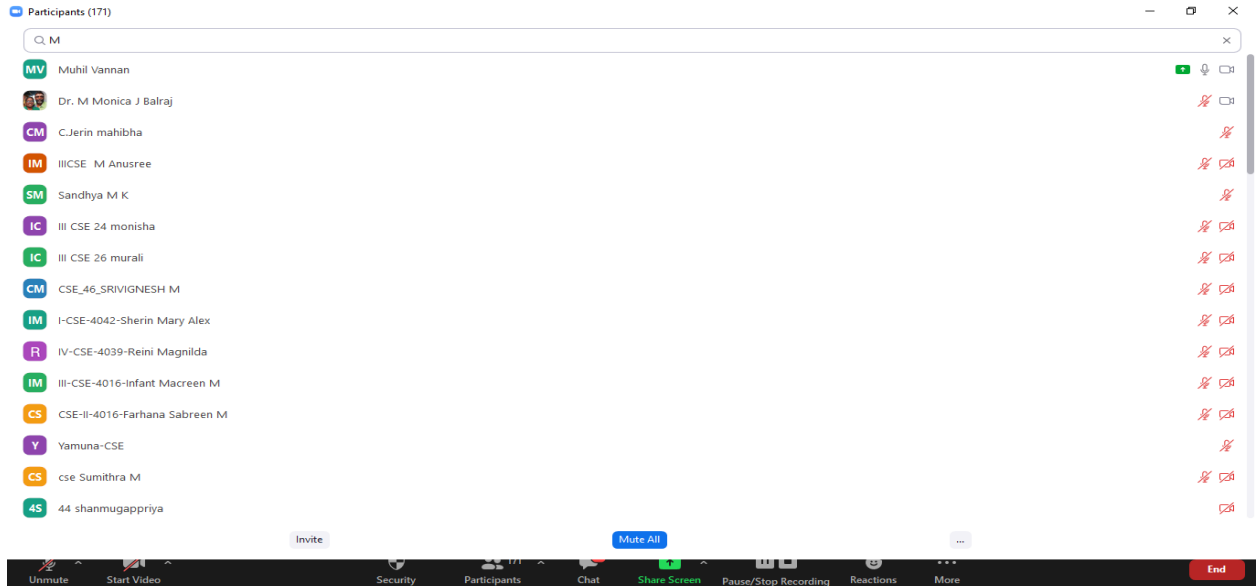 Participants (171)
M
MV Muhil Vannan
Dr. M Monica J Balraj
CM C.Jerin mahibha
IM IIICSE M Anusree
SM Sandhya M K
IC III CSE 24 monisha
IC III CSE 26 murali
CM CSE_46_SRIVIGNESH M
IM I-CSE-4042-Sherin Mary Alex
R IV-CSE-4039-Reini Magnilda
IM III-CSE-4016-Infant Macreen M
CS CSE-II-4016-Farhana Sabreen M
Y Yamuna-CSE
CS cse Sumithra M
4S 44 shanmugappriya
Invite Mute All ...
Unmute Start Video Security Participants Chat Share Screen Pause/Stop Recording Reactions More End